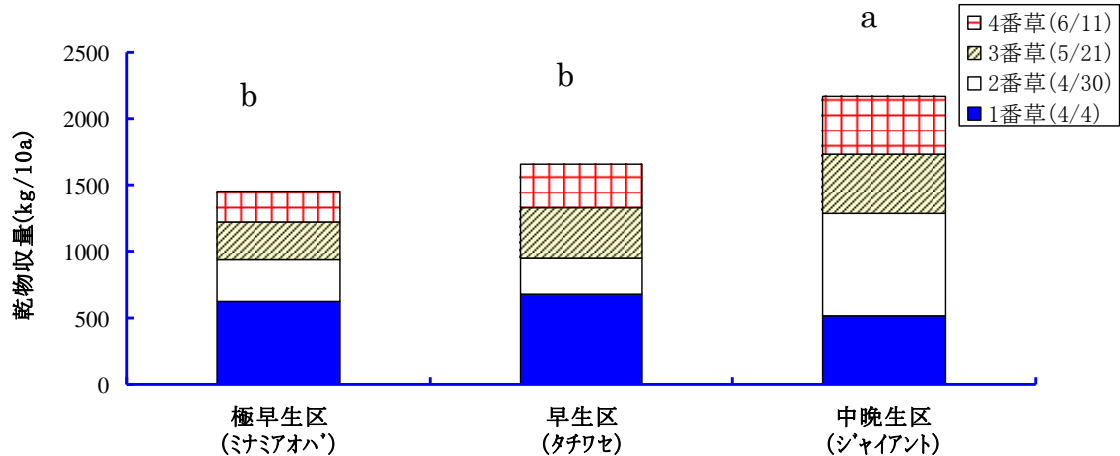 a
4番草(6/11)
3番草(5/21)
2番草(4/30)
1番草(4/4)
b
b
乾物収量(kg/10a)
2500
2000
1500
1000
500
0
極早生区
(ミナミアオバ)
早生区
(タチワセ)
中晩生区
(ジャイアント)